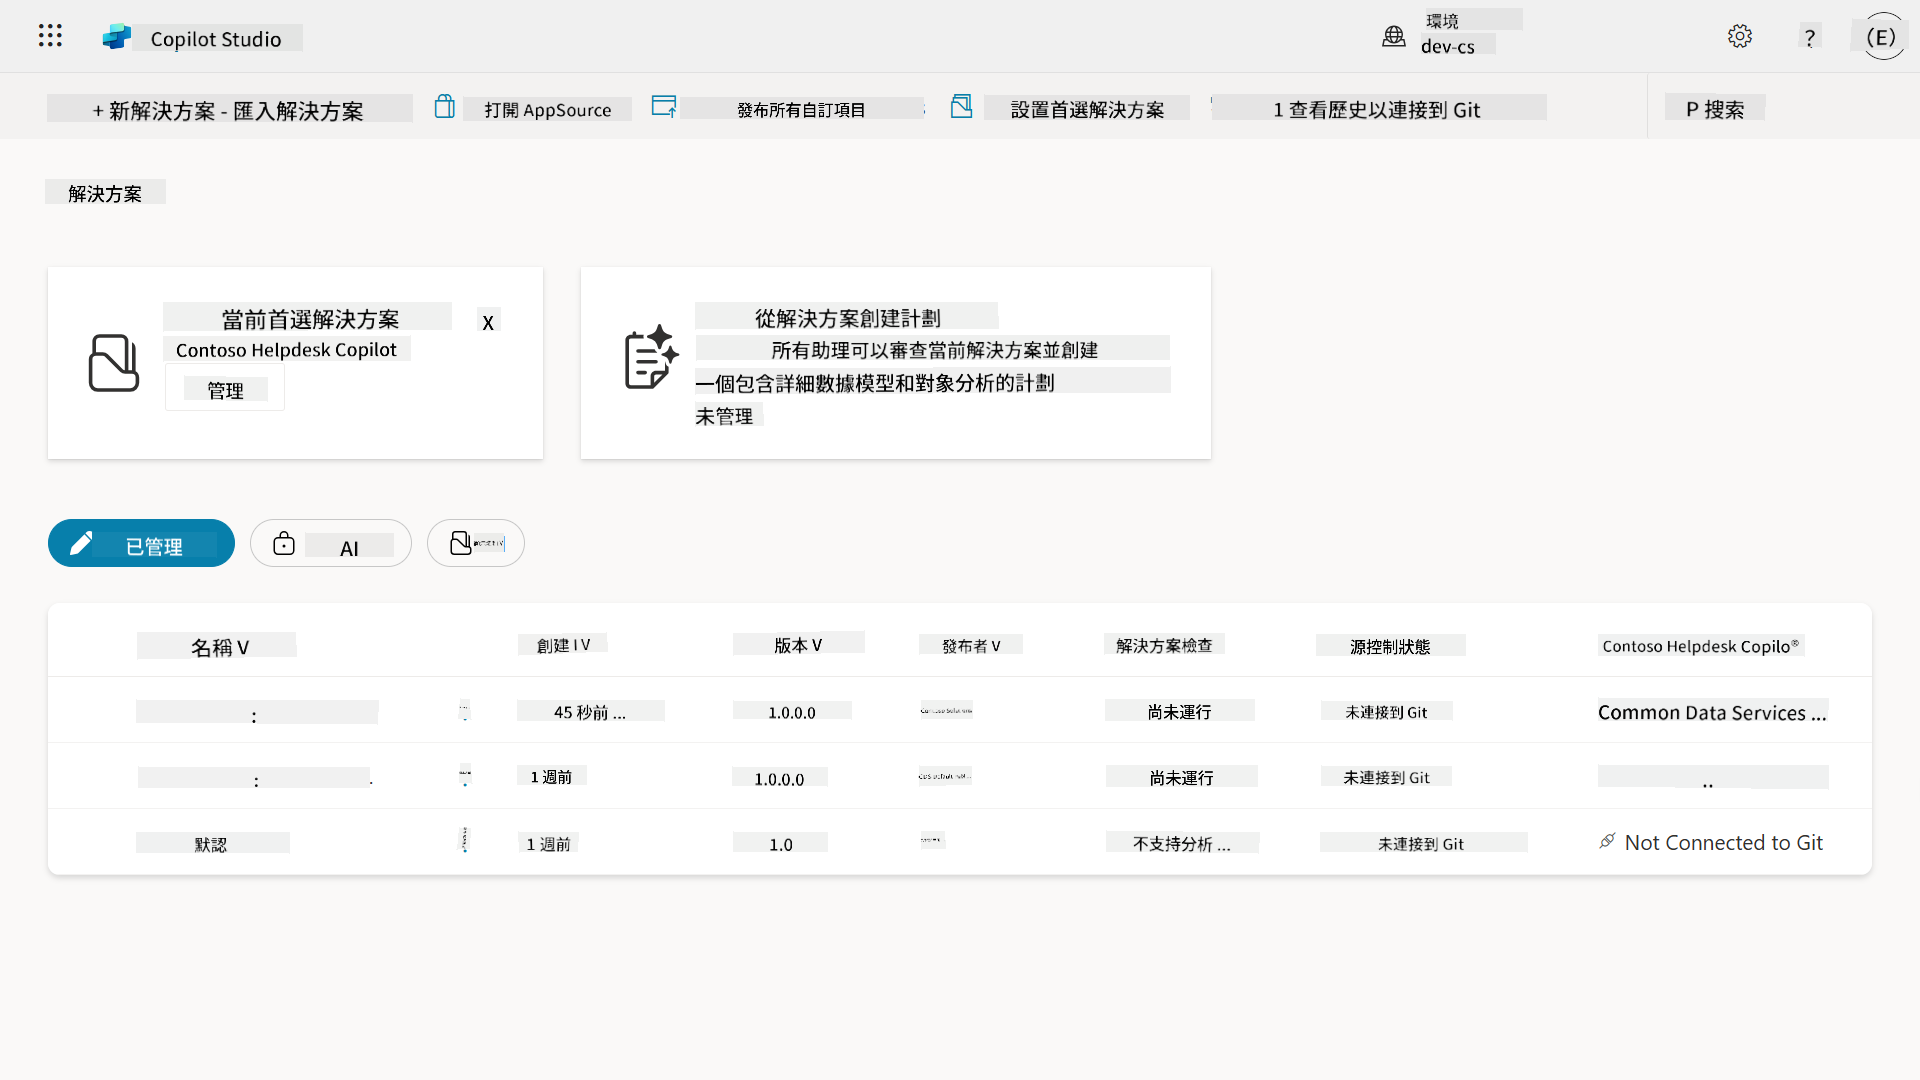 Copilot Studio
環境
dev-cs
?
(E)
+ 新解決方案 - 匯入解決方案
打開 AppSource
發布所有自訂項目
設置首選解決方案
1 查看歷史以連接到 Git
P 搜索
解決方案
當前首選解決方案
X
Contoso Helpdesk Copilot
管理
從解決方案創建計劃
所有助理可以審查當前解決方案並創建
一個包含詳細數據模型和對象分析的計劃
未管理
已管理
AI
名稱 V
創建 I V
版本 V
發布者 V
解決方案檢查
源控制狀態
Contoso Helpdesk Copilo®
:
45 秒前 ...
1.0.0.0
Contoso Solutions
尚未運行
未連接到 Git
Common Data Services ...
:
1 週前
1.0.0.0
尚未運行
未連接到 Git
..
默認
1 週前
1.0
不支持分析 ...
未連接到 Git
Not Connected to Git